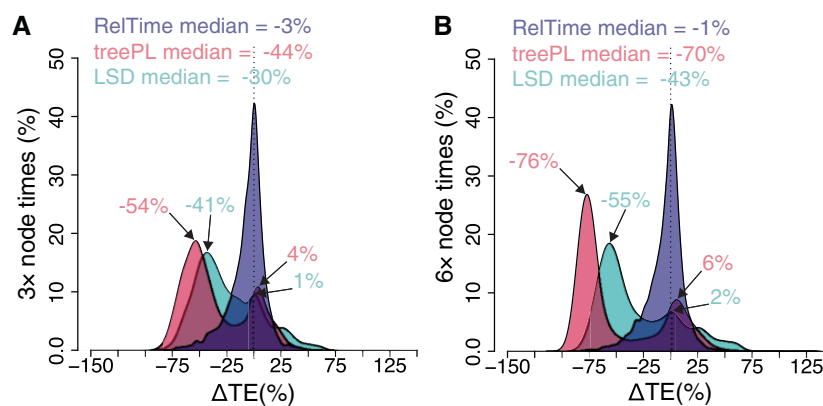 A
RelTime median = -3%
treePL median = -44%
LSD median = -30%
3× node times (%)
50
40
30
20
10
0.0
-54%
-41%
4%
1%
−150
−75
25
75
125
ΔTE(%)
B
RelTime median = -1%
treePL median = -70%
LSD median = -43%
6× node times (%)
50
40
30
20
10
0.0
-76%
-55%
6%
2%
−150
−75
25
75
125
ΔTE(%)